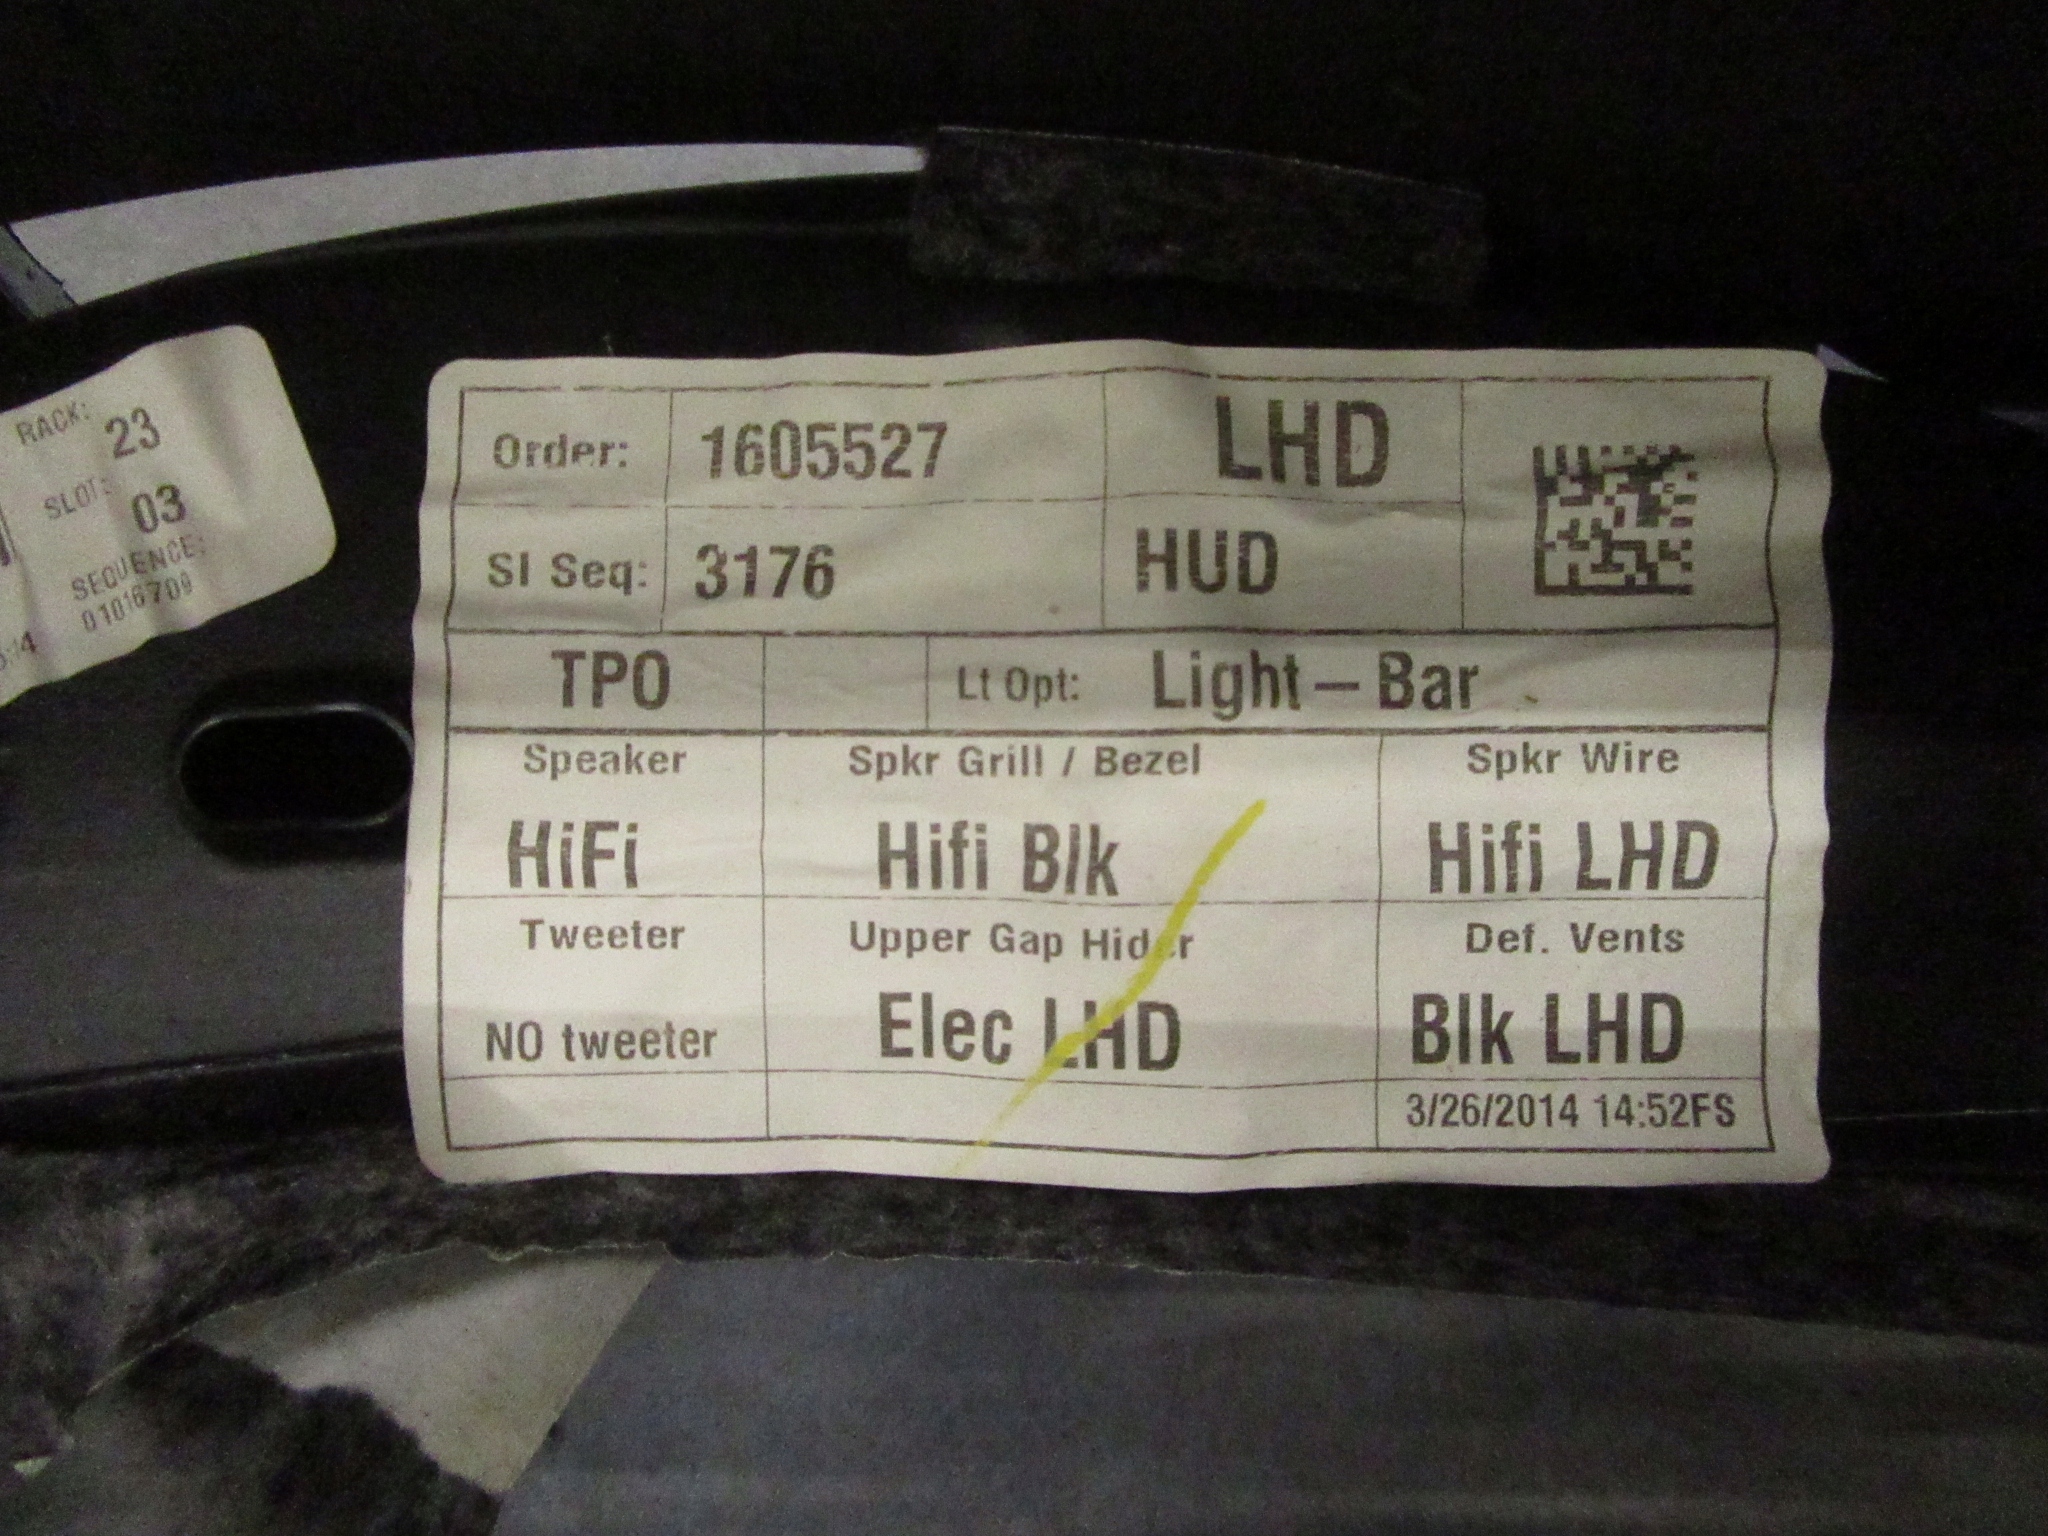 RACK: 23
SLOT: 03
SEQUENCE:
01016709
Order: 1605527 LHD
SI Seq: 3176 HUD
TPO Lt Opt: Light – Bar
Speaker Spkr Grill / Bezel Spkr Wire
HiFi Hifi Blk Hifi LHD
Tweeter Upper Gap Hider Def. Vents
NO tweeter Elec LHD Blk LHD
3/26/2014 14:52FS